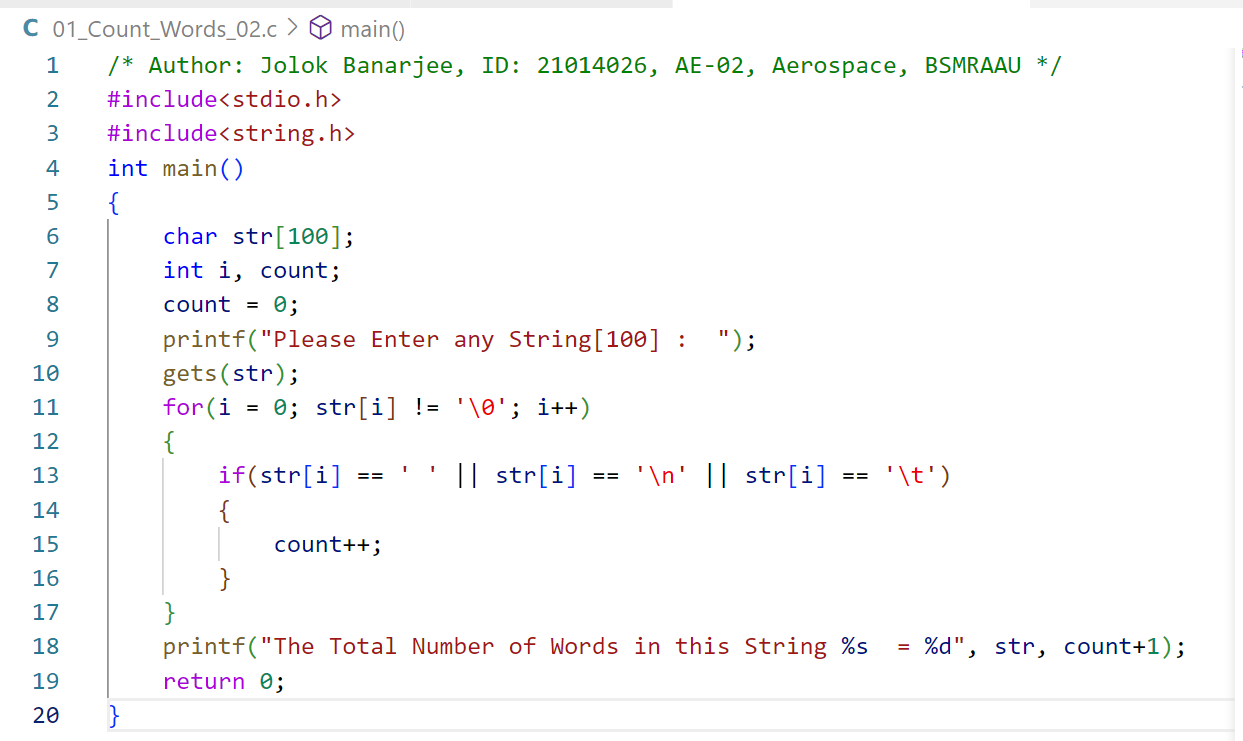 C 01_Count_Words_02.c > main()
1 /* Author: Jolok Banarjee, ID: 21014026, AE-02, Aerospace, BSMRAAU */
2 #include<stdio.h>
3 #include<string.h>
4 int main()
5 {
6     char str[100];
7     int i, count;
8     count = 0;
9     printf("Please Enter any String[100] :  ");
10     gets(str);
11     for(i = 0; str[i] != '\0'; i++)
12     {
13         if(str[i] == ' ' || str[i] == '\n' || str[i] == '\t')
14         {
15             count++;
16         }
17     }
18     printf("The Total Number of Words in this String %s  = %d", str, count+1);
19     return 0;
20 }